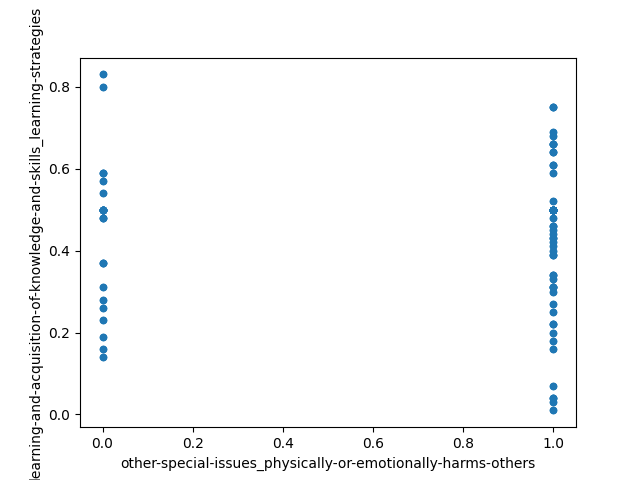 learning-and-acquisition-of-knowledge-and-skills_learning-strategies
0.8
0.6
0.4
0.2
0.0
0.0 0.2 0.4 0.6 0.8 1.0
other-special-issues_physically-or-emotionally-harms-others